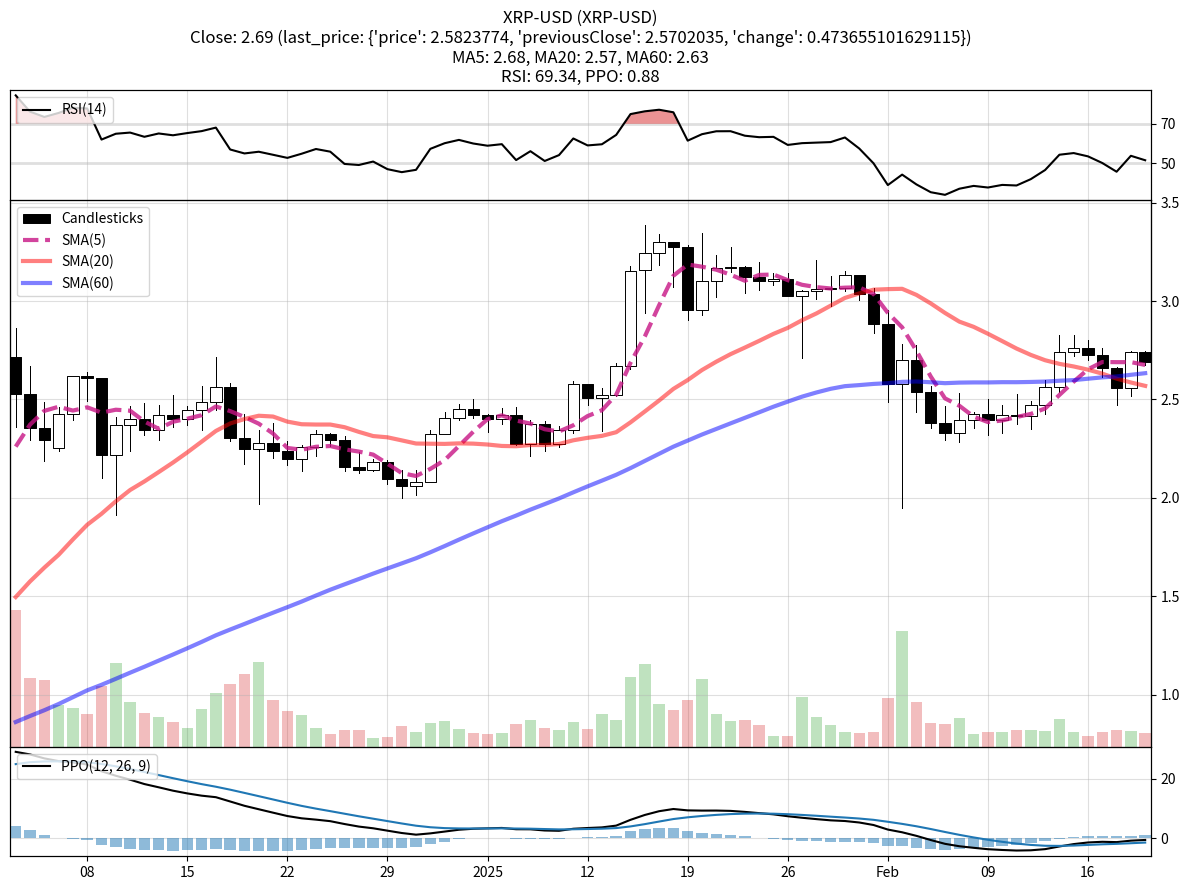 XRP-USD (XRP-USD)
Close: 2.69 (last_price: {'price': 2.5823774, 'previousClose': 2.5702035, 'change': 0.473655101629115})
MA5: 2.68, MA20: 2.57, MA60: 2.63
RSI: 69.34, PPO: 0.88
RSI(14)
70
50
3.5
Candlesticks
SMA(5)
SMA(20)
SMA(60)
3.0
2.5
2.0
1.5
1.0
PPO(12, 26, 9)
20
0
08 15 22 29 2025 12 19 26 Feb 09 16